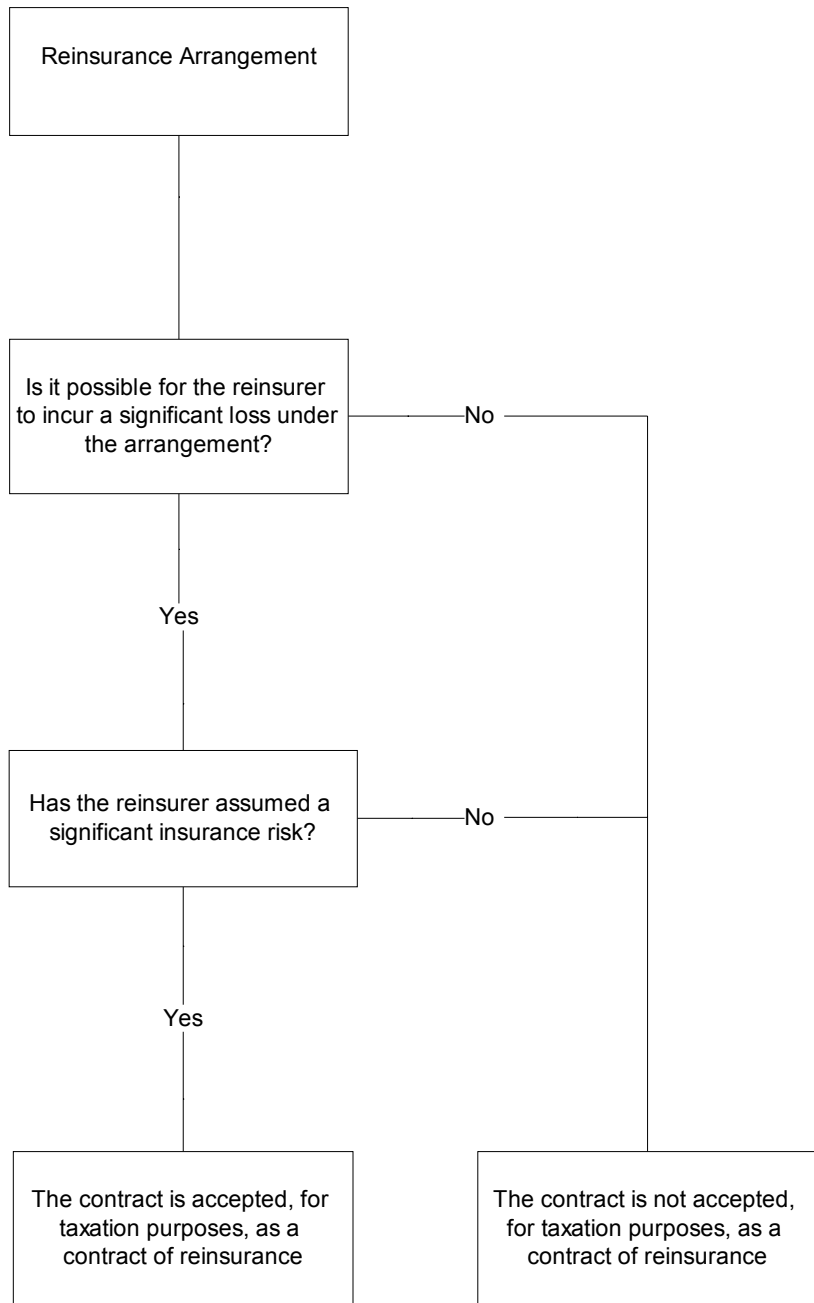 Reinsurance Arrangement
Is it possible for the reinsurer
to incur a significant loss under
the arrangement?
No
Yes
Has the reinsurer assumed a
significant insurance risk?
No
Yes
The contract is accepted, for
taxation purposes, as a
contract of reinsurance
The contract is not accepted,
for taxation purposes, as a
contract of reinsurance